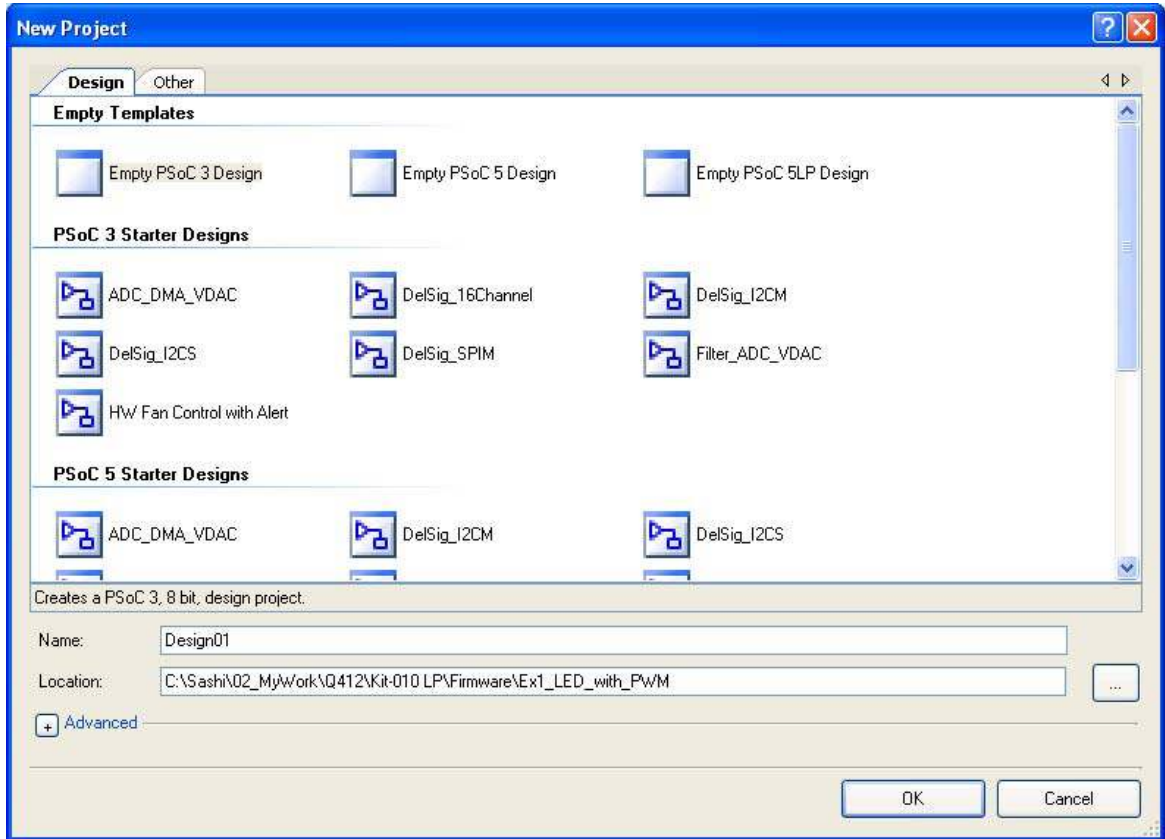 New Project
Design Other
Empty Templates
Empty PSoC 3 Design Empty PSoC 5 Design Empty PSoC 5LP Design
PSoC 3 Starter Designs
ADC_DMA_VDAC DelSig_16Channel DelSig_I2CM
DelSig_I2CS DelSig_SPIM Filter_ADC_VDAC
HW Fan Control with Alert
PSoC 5 Starter Designs
ADC_DMA_VDAC DelSig_I2CM DelSig_I2CS
Creates a PSoC 3, 8 bit, design project.
Name: Design01
Location: C:\Sashi\02_MyWork\Q412\Kit-010 LP\Firmware\Ex1_LED_with_PWM ...
+ Advanced
OK Cancel